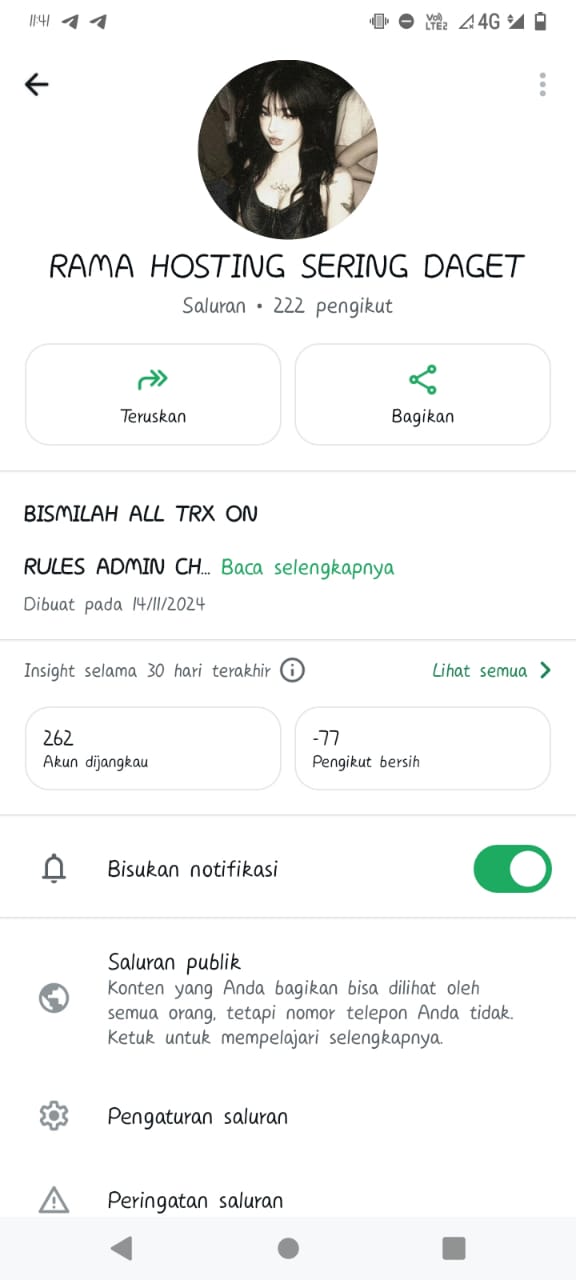 11:41
Vo) LTE2 4G
RAMA HOSTING SERING DAGET
Saluran • 222 pengikut
Teruskan
Bagikan
BISMILAH ALL TRX ON
RULES ADMIN CH... Baca selengkapnya
Dibuat pada 14/11/2024
Insight selama 30 hari terakhir
Lihat semua
262
Akun dijangkau
-77
Pengikut bersih
Bisukan notifikasi
Saluran publik
Konten yang Anda bagikan bisa dilihat oleh
semua orang, tetapi nomor telepon Anda tidak.
Ketuk untuk mempelajari selengkapnya.
Pengaturan saluran
Peringatan saluran